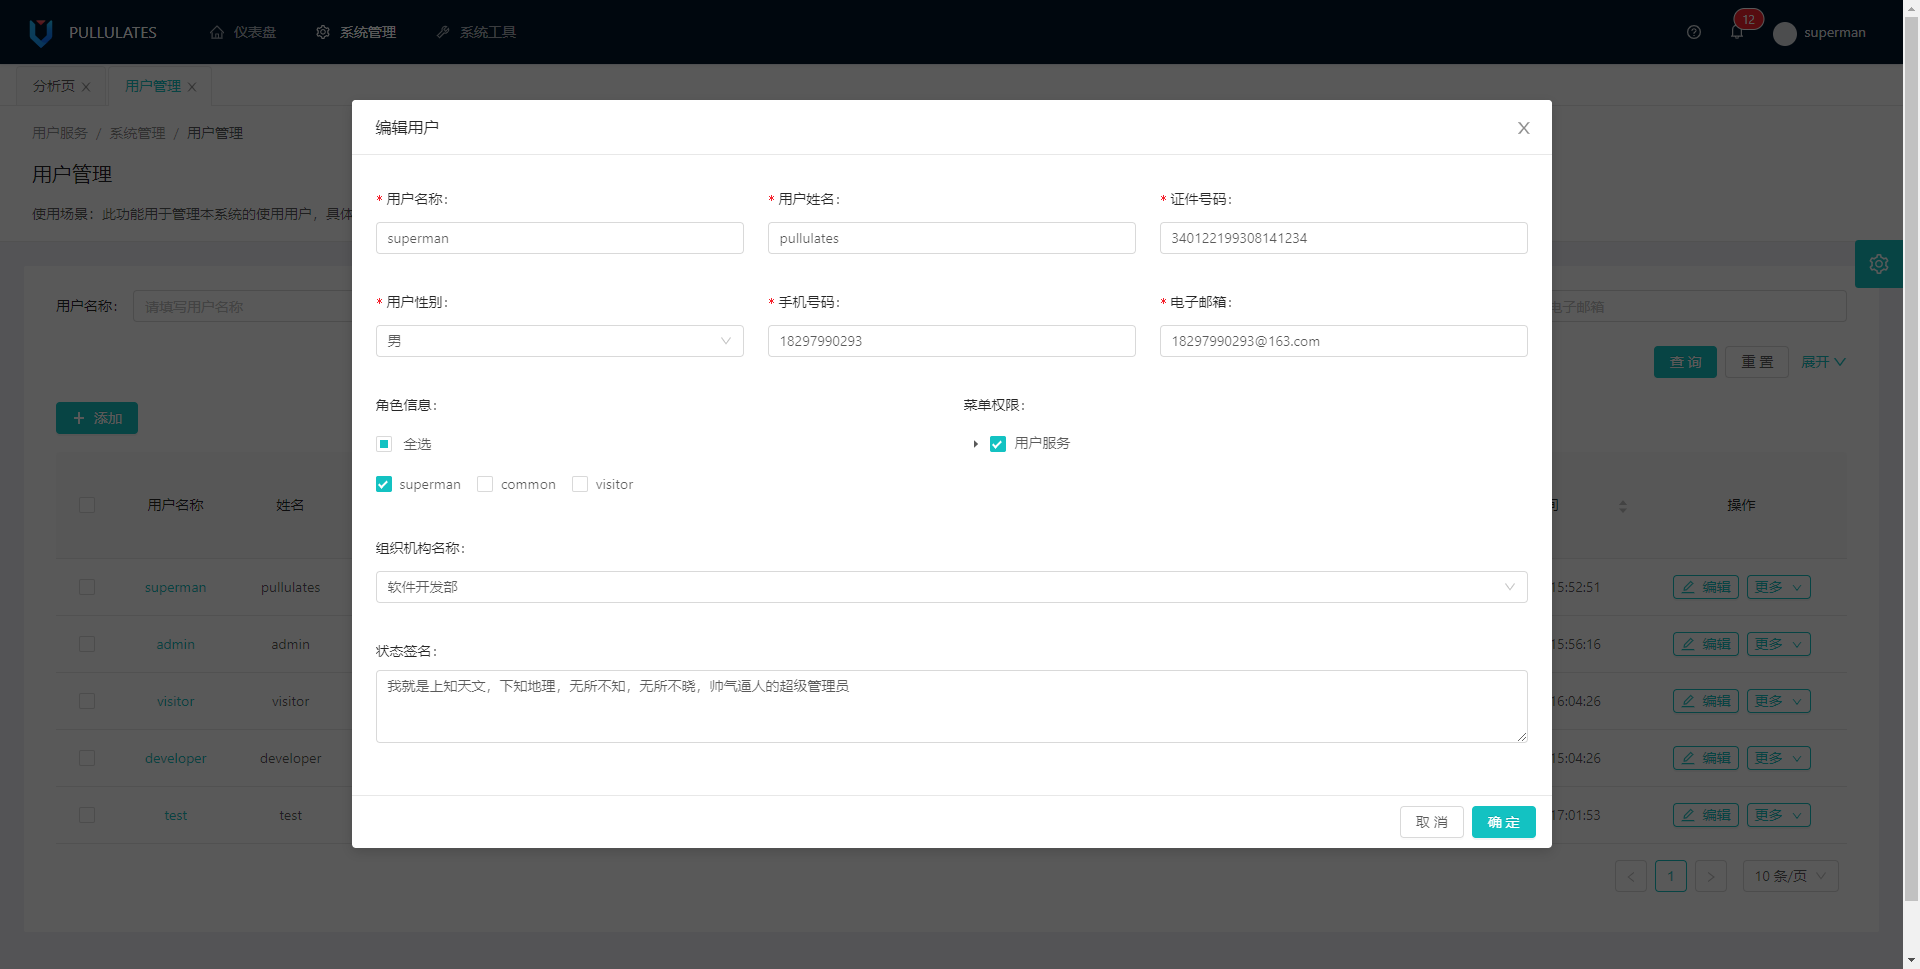 PULLULATES 仪表盘 系统管理 系统工具 12 superman
分析页 用户管理
用户服务 / 系统管理 / 用户管理
用户管理
使用场景：此功能用于管理本系统的使用用户，具体
用户名称： 请填写用户名称
电子邮箱
查 询 重 置 展开
添加
用户名称 姓名 操作
superman pullulates 15:52:51 编辑 更多
admin admin 15:56:16 编辑 更多
visitor visitor 16:04:26 编辑 更多
developer developer 15:04:26 编辑 更多
test test 17:01:53 编辑 更多
1 10 条/页
编辑用户
* 用户名称： * 用户姓名： * 证件号码：
superman pullulates 340122199308141234
* 用户性别： * 手机号码： * 电子邮箱：
男 18297990293 18297990293@163.com
角色信息： 菜单权限：
全选 用户服务
superman common visitor
组织机构名称：
软件开发部
状态签名：
我就是上知天文，下知地理，无所不知，无所不晓，帅气逼人的超级管理员
取 消 确 定